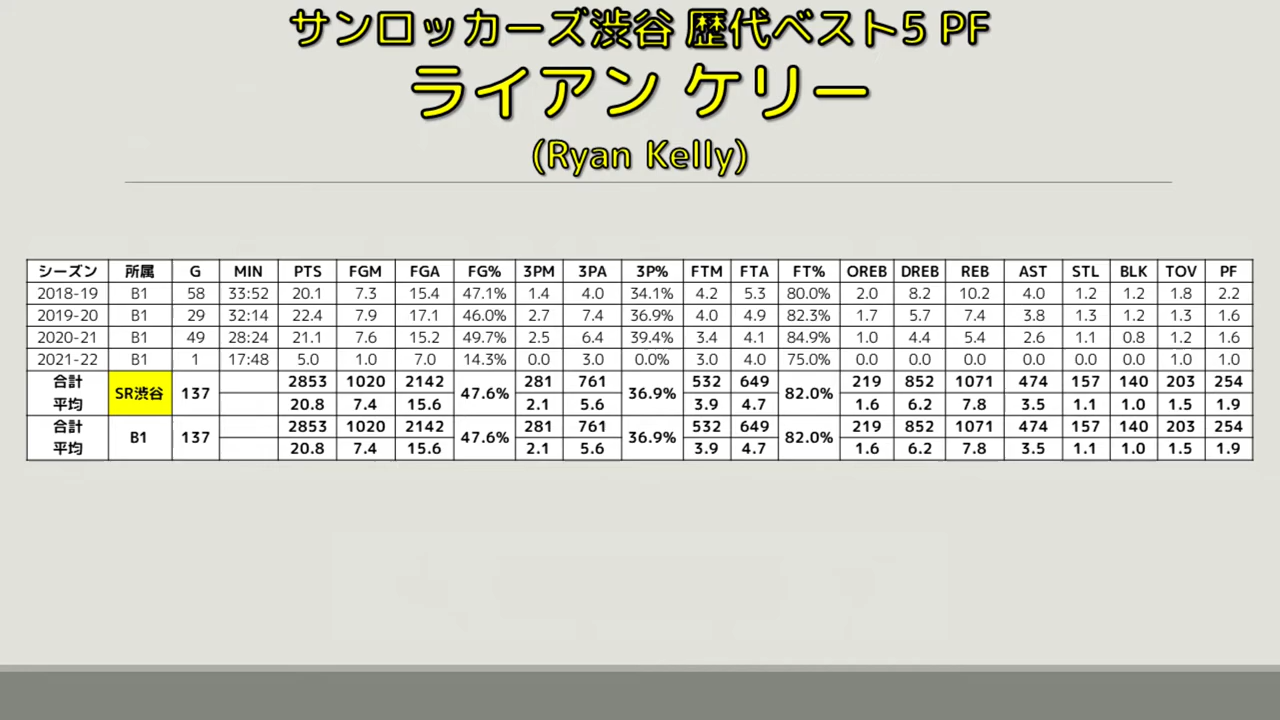 サンロッカーズ渋谷 歴代ベスト5 PF
ライアン ケリー
(Ryan Kelly)
シーズン 所属 G MIN PTS FGM FGA FG% 3PM 3PA 3P% FTM FTA FT% OREB DREB REB AST STL BLK TOV PF
2018-19 B1 58 33:52 20.1 7.3 15.4 47.1% 1.4 4.0 34.1% 4.2 5.3 80.0% 2.0 8.2 10.2 4.0 1.2 1.2 1.8 2.2
2019-20 B1 29 32:14 22.4 7.9 17.1 46.0% 2.7 7.4 36.9% 4.0 4.9 82.3% 1.7 5.7 7.4 3.8 1.3 1.2 1.3 1.6
2020-21 B1 49 28:24 21.1 7.6 15.2 49.7% 2.5 6.4 39.4% 3.4 4.1 84.9% 1.0 4.4 5.4 2.6 1.1 0.8 1.2 1.6
2021-22 B1 1 17:48 5.0 1.0 7.0 14.3% 0.0 3.0 0.0% 3.0 4.0 75.0% 0.0 0.0 0.0 0.0 0.0 0.0 1.0 1.0
合計 SR渋谷 137 2853 1020 2142 47.6% 281 761 36.9% 532 649 82.0% 219 852 1071 474 157 140 203 254
平均 20.8 7.4 15.6 2.1 5.6 3.9 4.7 1.6 6.2 7.8 3.5 1.1 1.0 1.5 1.9
合計 B1 137 2853 1020 2142 47.6% 281 761 36.9% 532 649 82.0% 219 852 1071 474 157 140 203 254
平均 20.8 7.4 15.6 2.1 5.6 3.9 4.7 1.6 6.2 7.8 3.5 1.1 1.0 1.5 1.9